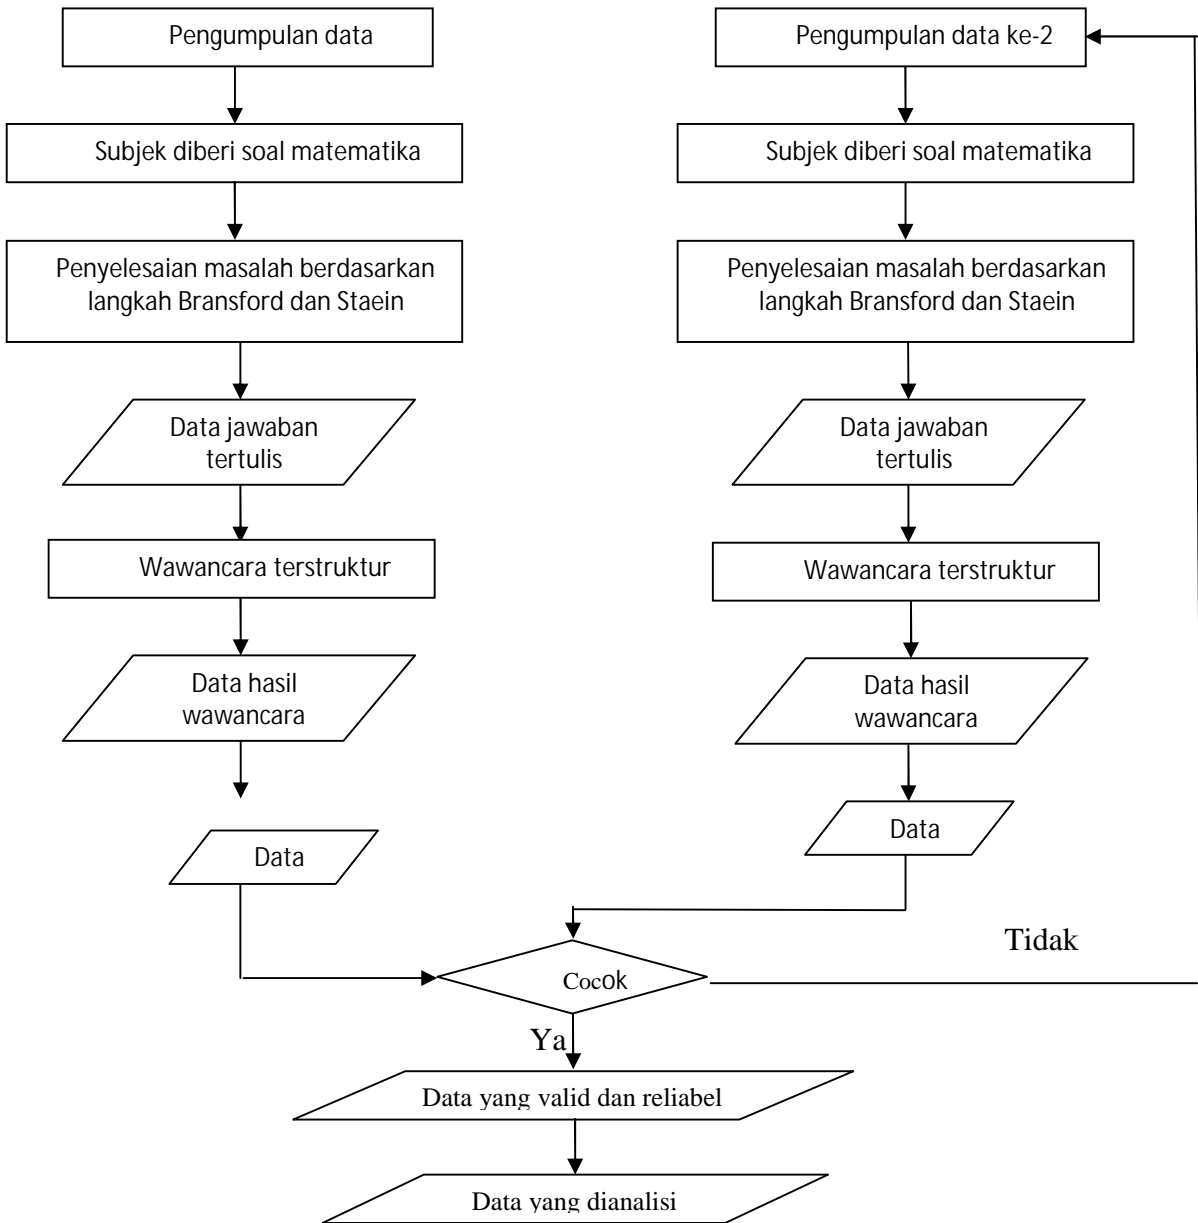 Pengumpulan data
Subjek diberi soal matematika
Penyelesaian masalah berdasarkan
langkah Bransford dan Staein
Data jawaban
tertulis
Wawancara terstruktur
Data hasil
wawancara
Data
Pengumpulan data ke-2
Subjek diberi soal matematika
Penyelesaian masalah berdasarkan
langkah Bransford dan Staein
Data jawaban
tertulis
Wawancara terstruktur
Data hasil
wawancara
Data
Tidak
Cocok
Ya
Data yang valid dan reliabel
Data yang dianalisi